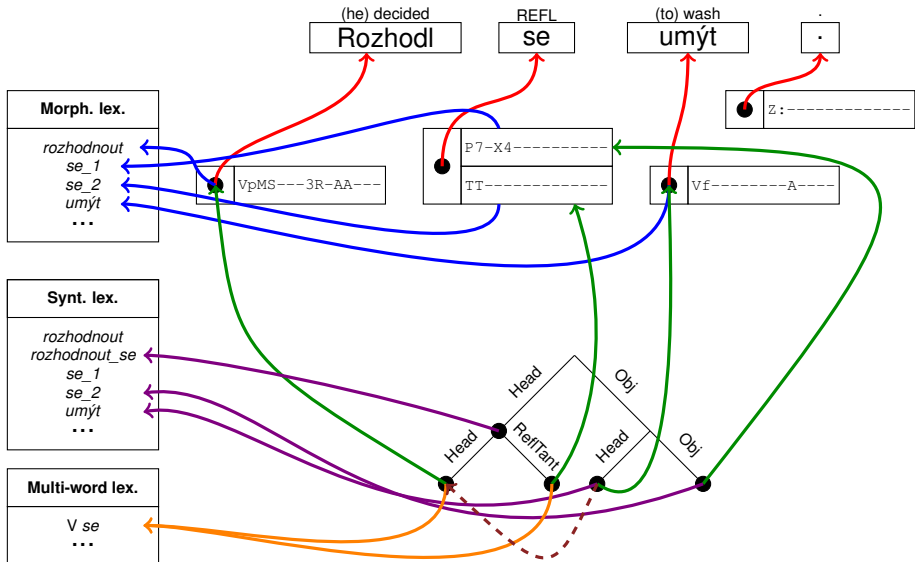 (he) decided
REFL
(to) wash
.
Rozhodl
se
umýt
.
Z:-------------
Morph. lex.
rozhodnout
se_1
se_2
umýt
...
P7-X4----------
TT-------------
VpMS---3R-AA---
Vf--------A----
Synt. lex.
rozhodnout
rozhodnout_se
se_1
se_2
umýt
...
Head
Obj
Head
ReflTant
Head
Obj
Multi-word lex.
V se
...